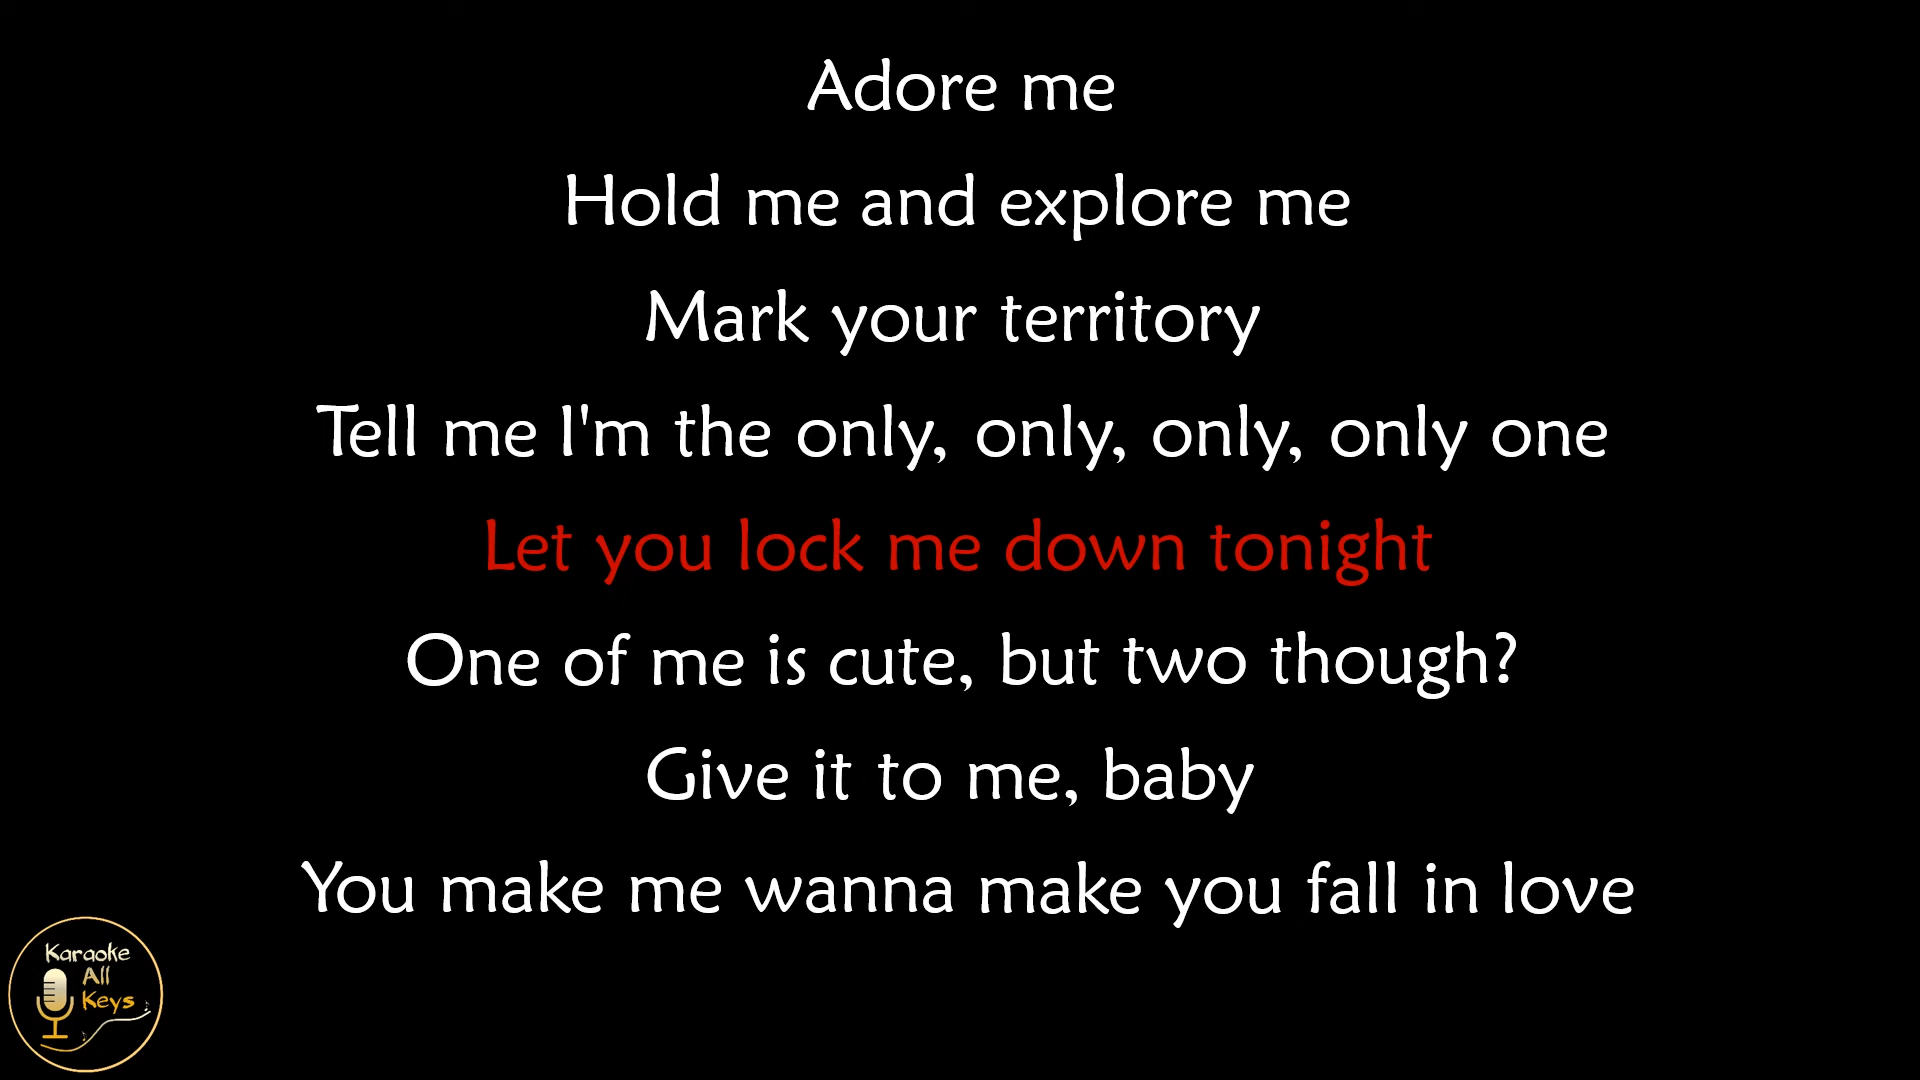 Adore me
Hold me and explore me
Mark your territory
Tell me I'm the only, only, only, only one
Let you lock me down tonight
One of me is cute, but two though?
Give it to me, baby
You make me wanna make you fall in love
Karaoke
All
Keys